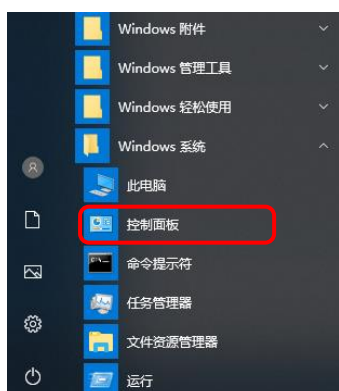 Windows 附件
Windows 管理工具
Windows 轻松使用
Windows 系统
此电脑
控制面板
命令提示符
任务管理器
文件资源管理器
运行